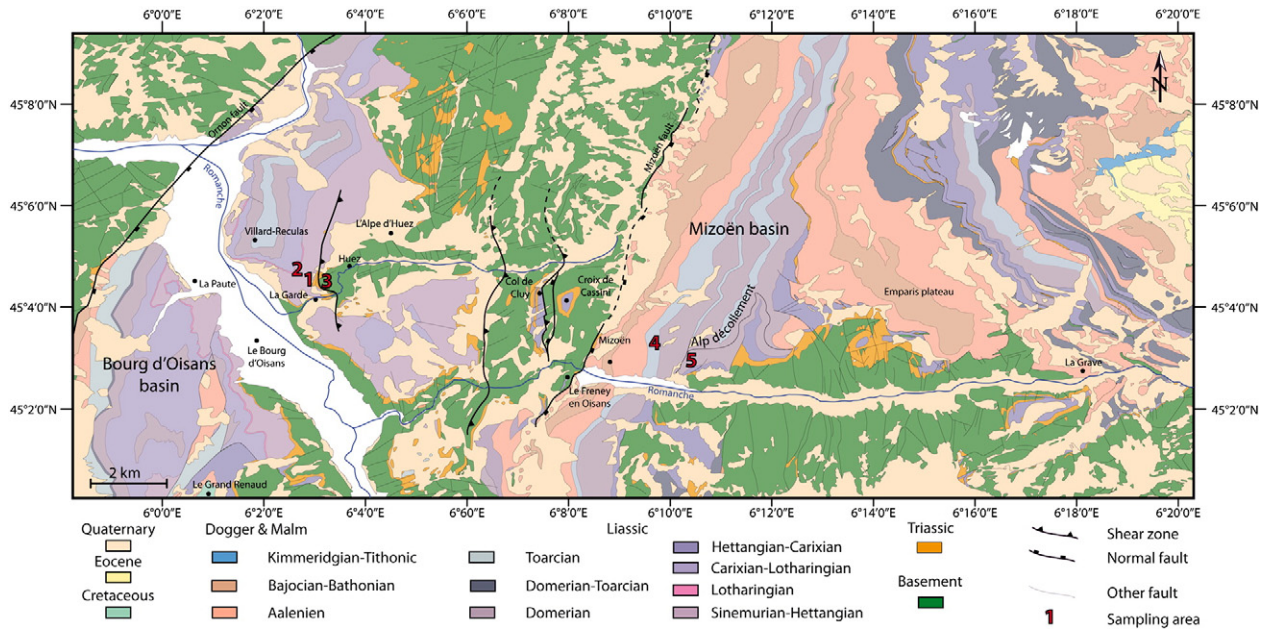 6°0'0"E 6°2'0"E 6°4'0"E 6°6'0"E 6°8'0"E 6°10'0"E 6°12'0"E 6°14'0"E 6°16'0"E 6°18'0"E 6°20'0"E
45°8'0"N
45°6'0"N
45°4'0"N
45°2'0"N
45°8'0"N
45°6'0"N
45°4'0"N
45°2'0"N
N
Ornon fault
Mizoën fault
Romanche
Villard-Reculas
L'Alpe d'Huez
Mizoën basin
2
1
3
Huez
La Paute
La Garde
Col de
Cluy
Croix de
Cassini
Emparis plateau
Le Bourg
d'Oisans
Mizoën
4
Alp décollement
5
Bourg d'Oisans
basin
La Grave
Le Freney
en Oisans
Romanche
2 km
Le Grand Renaud
6°0'0"E 6°2'0"E 6°4'0"E 6°6'0"E 6°8'0"E 6°10'0"E 6°12'0"E 6°14'0"E 6°16'0"E 6°18'0"E 6°20'0"E
Quaternary
Eocene
Cretaceous
Dogger & Malm
Kimmeridgian-Tithonic
Bajocian-Bathonian
Aalenien
Liassic
Toarcian
Domerian-Toarcian
Domerian
Hettangian-Carixian
Carixian-Lotharingian
Lotharingian
Sinemurian-Hettangian
Triassic
Basement
Shear zone
Normal fault
Other fault
1 Sampling area